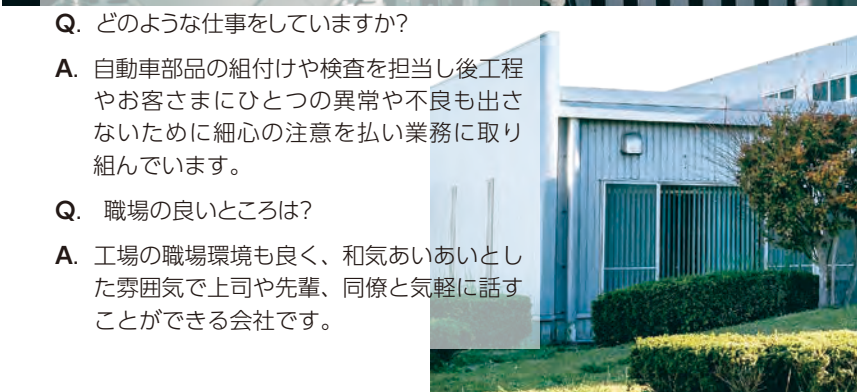 Q. どのような仕事をしていますか?
A. 自動車部品の組付けや検査を担当し後工程
やお客さまにひとつの異常や不良も出さ
ないために細心の注意を払い業務に取り
組んでいます。
Q. 職場の良いところは?
A. 工場の職場環境も良く、和気あいあいとし
た雰囲気で上司や先輩、同僚と気軽に話す
ことができる会社です。